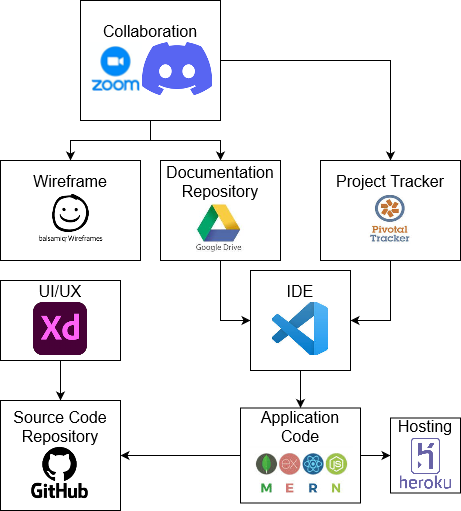 Collaboration
zoom
Wireframe
balsamiq Wireframes
Documentation
Repository
Google Drive
Project Tracker
Pivotal
Tracker
UI/UX
Xd
IDE
Source Code
Repository
GitHub
Application
Code
EX
JS
M E R N
Hosting
heroku